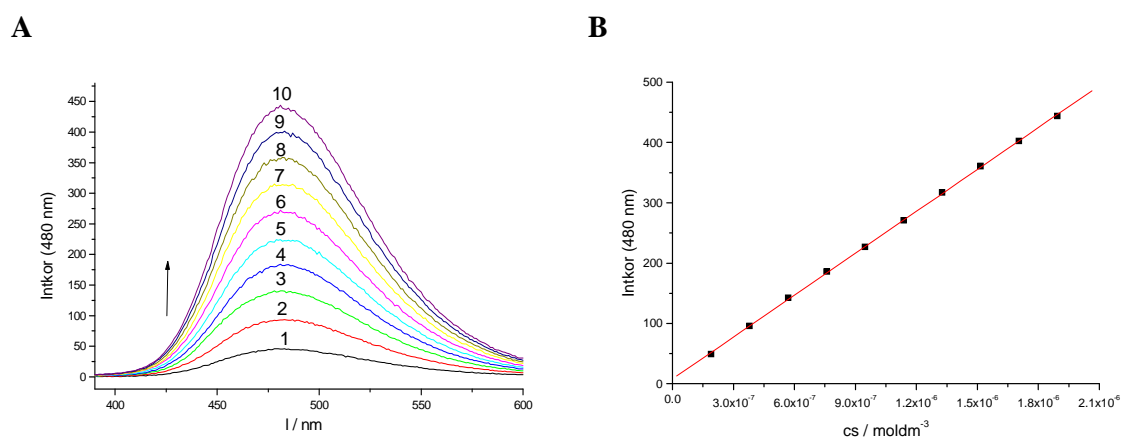 A
B
450
400
350
300
250
200
150
100
50
0
Intkor (480 nm)
10
9
8
7
6
5
4
3
2
1
400
450
500
550
600
l / nm
500
400
300
200
100
0
Intkor (480 nm)
0.0
3.0x10⁻⁷
6.0x10⁻⁷
9.0x10⁻⁷
1.2x10⁻⁶
1.5x10⁻⁶
1.8x10⁻⁶
2.1x10⁻⁶
cs / moldm⁻³